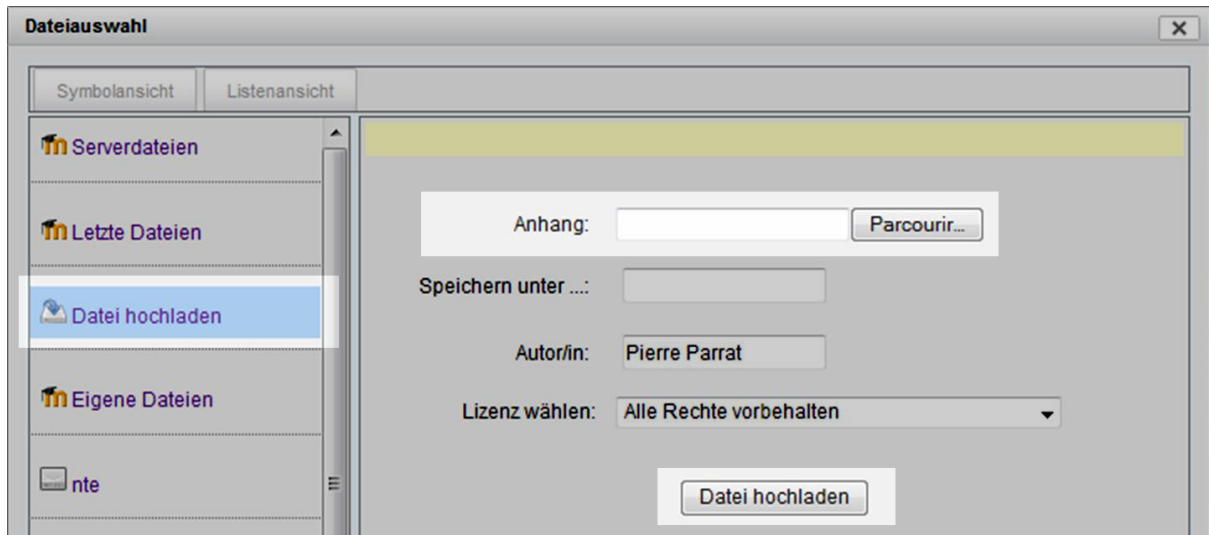 Dateiauswahl
Symbolansicht Listenansicht
Serverdateien
Letzte Dateien
Datei hochladen
Eigene Dateien
nte
Anhang: Parcourir...
Speichern unter ...:
Autor/in: Pierre Parrat
Lizenz wählen: Alle Rechte vorbehalten
Datei hochladen